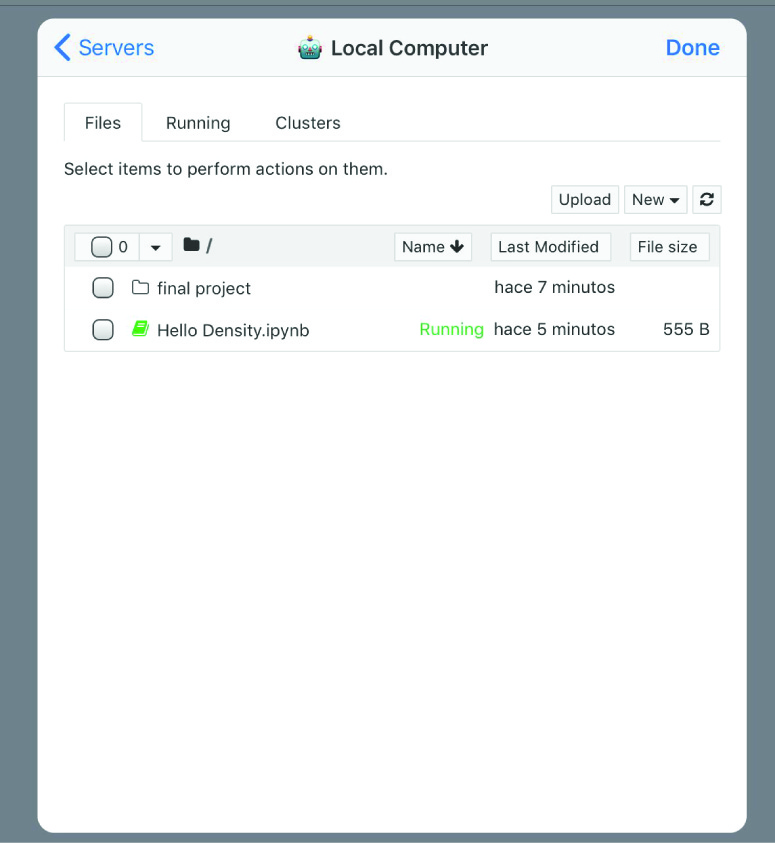 Servers
Local Computer
Done
Files
Running
Clusters
Select items to perform actions on them.
Upload
New
0
/
Name
Last Modified
File size
final project
hace 7 minutos
Hello Density.ipynb
Running
hace 5 minutos
555 B